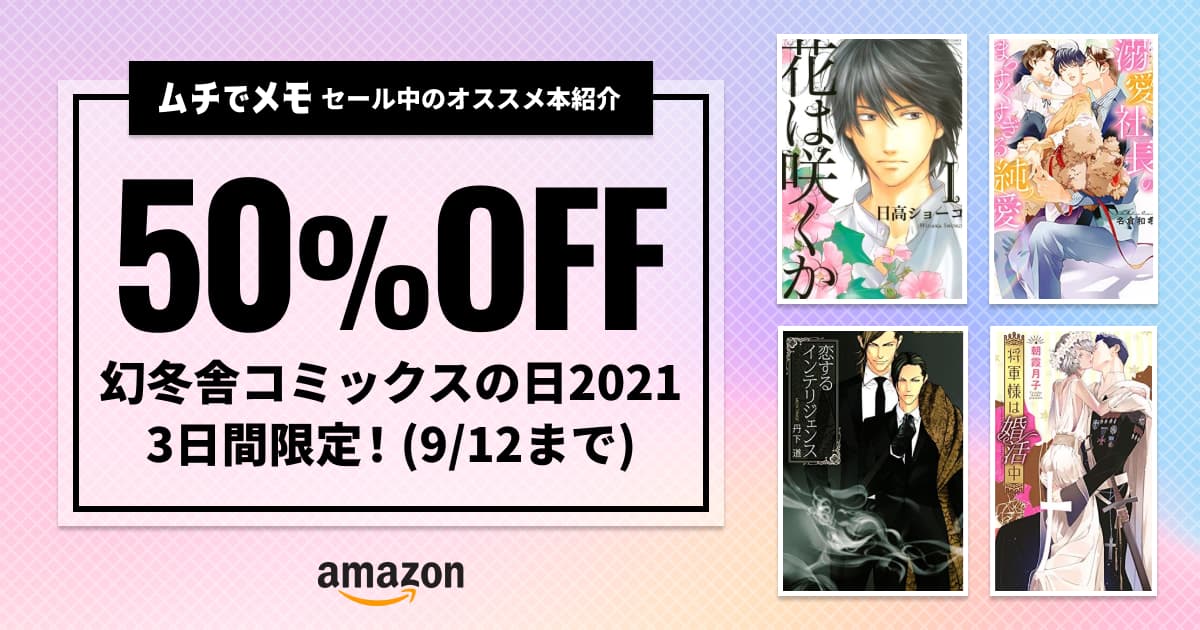 ムチでメモ セール中のオススメ本紹介
50%OFF
幻冬舎コミックスの日2021
3日間限定！(9/12まで)
amazon
花は咲くか
I
日高ショーコ
溺愛社長の
まっすぐすぎる純愛
名倉和希
恋する
インテリジェンス
丹下 道
朝霞月子
将軍様は婚活中